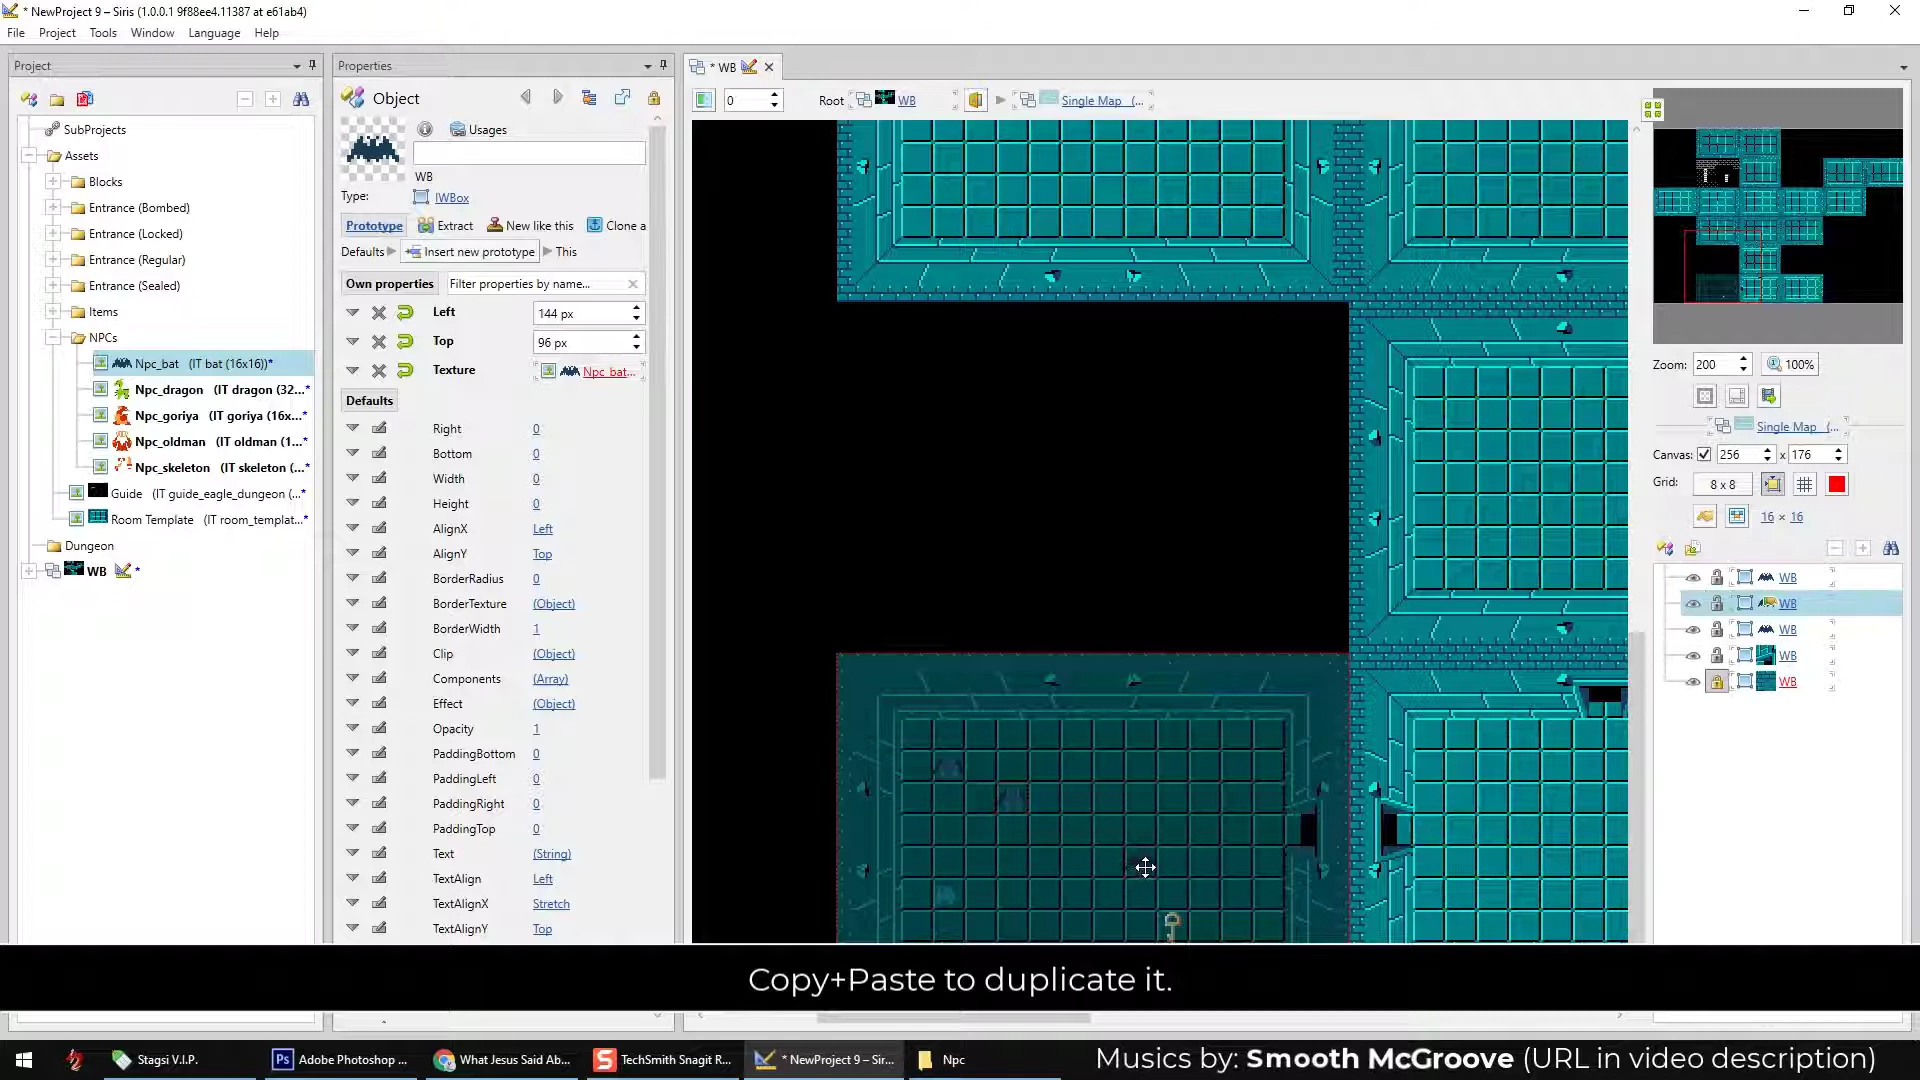 * NewProject 9 – Siris (1.0.0.1 9f88ee4.11387 at e61ab4)
File Project Tools Window Language Help
Project
SubProjects
Assets
Blocks
Entrance (Bombed)
Entrance (Locked)
Entrance (Regular)
Entrance (Sealed)
Items
NPCs
Npc_bat (IT bat (16x16))*
Npc_dragon (IT dragon (32...*
Npc_goriya (IT goriya (16x...*
Npc_oldman (IT oldman (1...*
Npc_skeleton (IT skeleton (...*
Guide (IT guide_eagle_dungeon (...*
Room Template (IT room_templat...*
Dungeon
WB *
Properties
Object
Usages
WB
Type: IWBox
Prototype Extract New like this Clone a
Defaults Insert new prototype This
Own properties Filter properties by name...
Left 144 px
Top 96 px
Texture Npc_bat...
Defaults
Right 0
Bottom 0
Width 0
Height 0
AlignX Left
AlignY Top
BorderRadius 0
BorderTexture (Object)
BorderWidth 1
Clip (Object)
Components (Array)
Effect (Object)
Opacity 1
PaddingBottom 0
PaddingLeft 0
PaddingRight 0
PaddingTop 0
Text (String)
TextAlign Left
TextAlignX Stretch
TextAlignY Top
* WB
0 Root WB Single Map (...
Zoom: 200 100%
Single Map (...
Canvas: 256 x 176
Grid: 8 x 8
16 × 16
WB
WB
WB
WB
WB
Copy+Paste to duplicate it.
Stagsi V.I.P.
Adobe Photoshop ...
What Jesus Said Ab...
TechSmith Snagit R...
* NewProject 9 – Sir...
Npc
Musics by: Smooth McGroove (URL in video description)